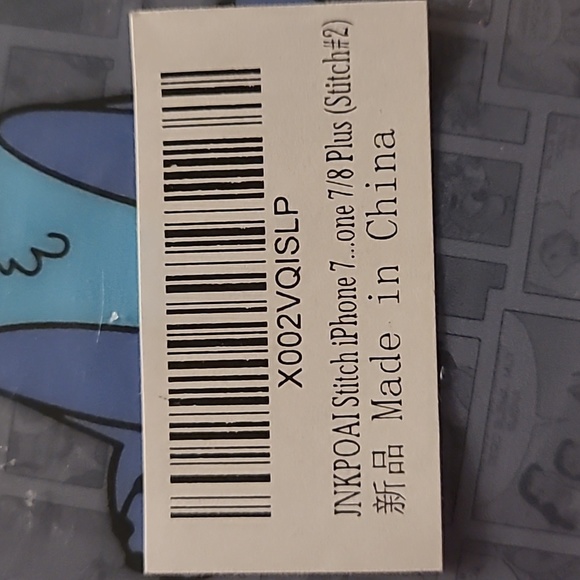 X002VQISLP
JNKPOAI Stitch iPhone 7...one 7/8 Plus (Stitch#2)
新品 Made in China